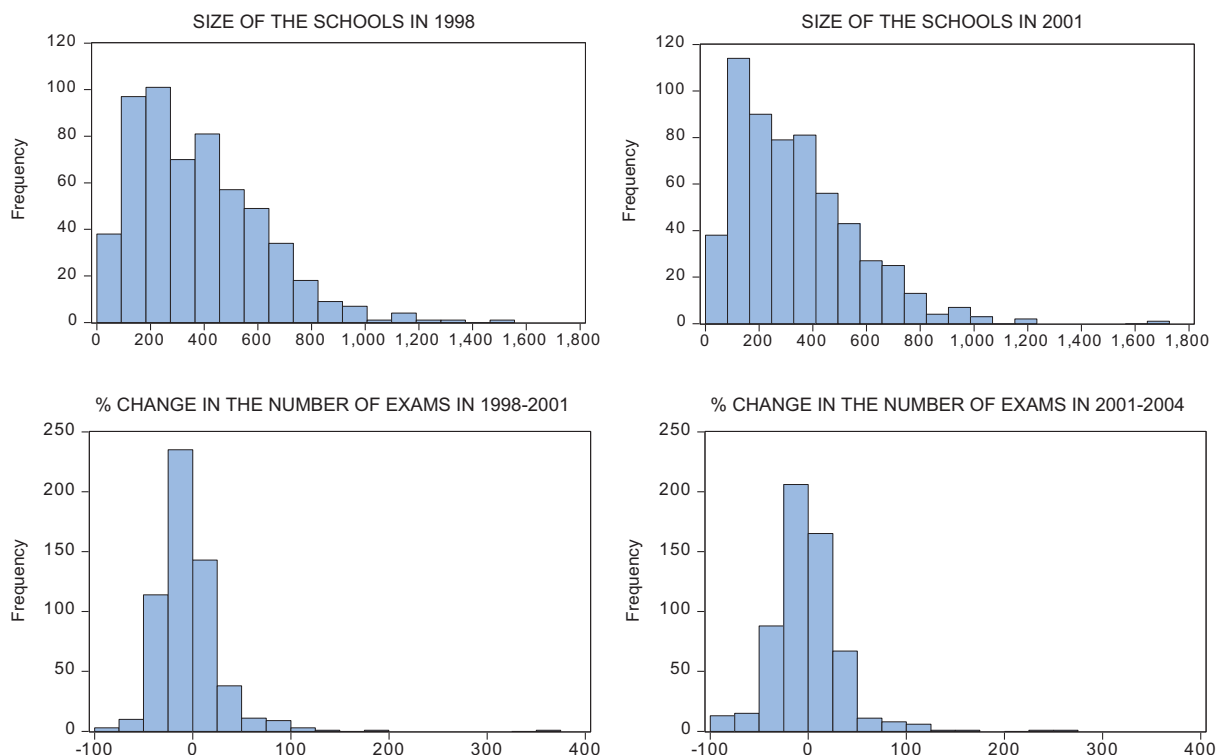 SIZE OF THE SCHOOLS IN 1998
120
100
80
60
40
20
0
Frequency
0 200 400 600 800 1,000 1,200 1,400 1,600 1,800
SIZE OF THE SCHOOLS IN 2001
120
100
80
60
40
20
0
Frequency
0 200 400 600 800 1,000 1,200 1,400 1,600 1,800
% CHANGE IN THE NUMBER OF EXAMS IN 1998-2001
250
200
150
100
50
0
Frequency
-100 0 100 200 300 400
% CHANGE IN THE NUMBER OF EXAMS IN 2001-2004
250
200
150
100
50
0
Frequency
-100 0 100 200 300 400